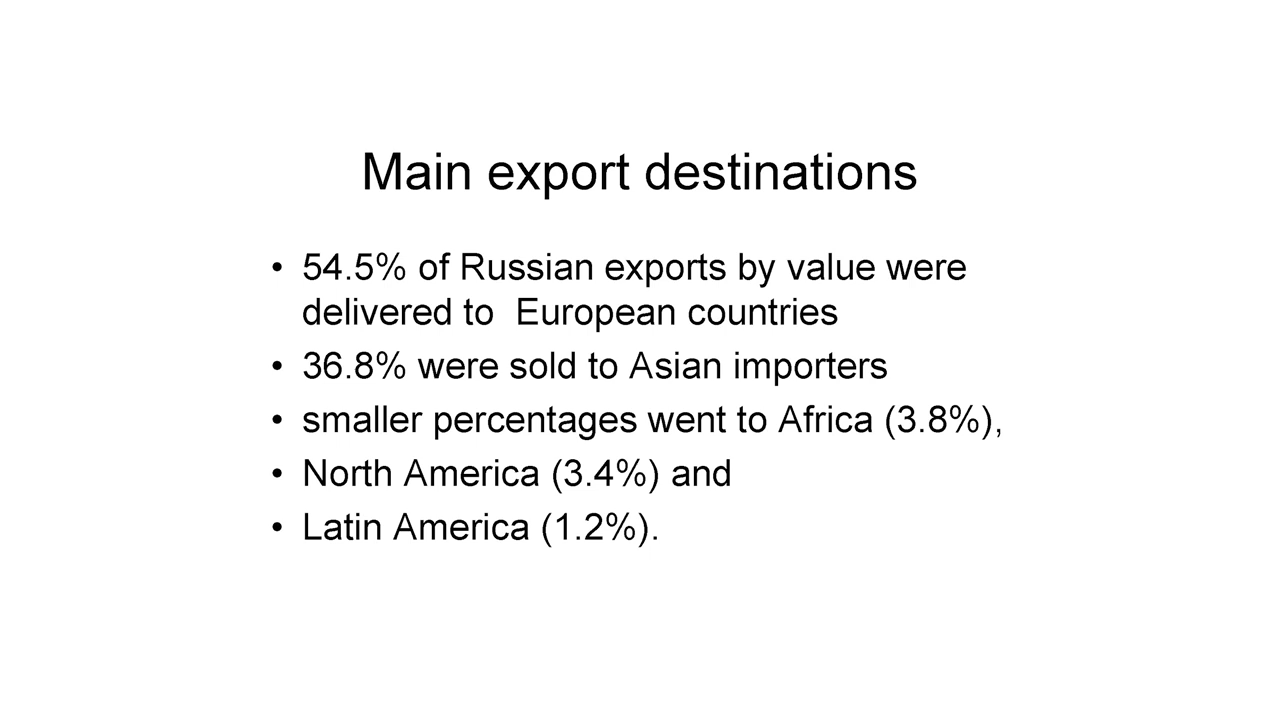 Main export destinations
• 54.5% of Russian exports by value were
delivered to  European countries
• 36.8% were sold to Asian importers
• smaller percentages went to Africa (3.8%),
• North America (3.4%) and
• Latin America (1.2%).